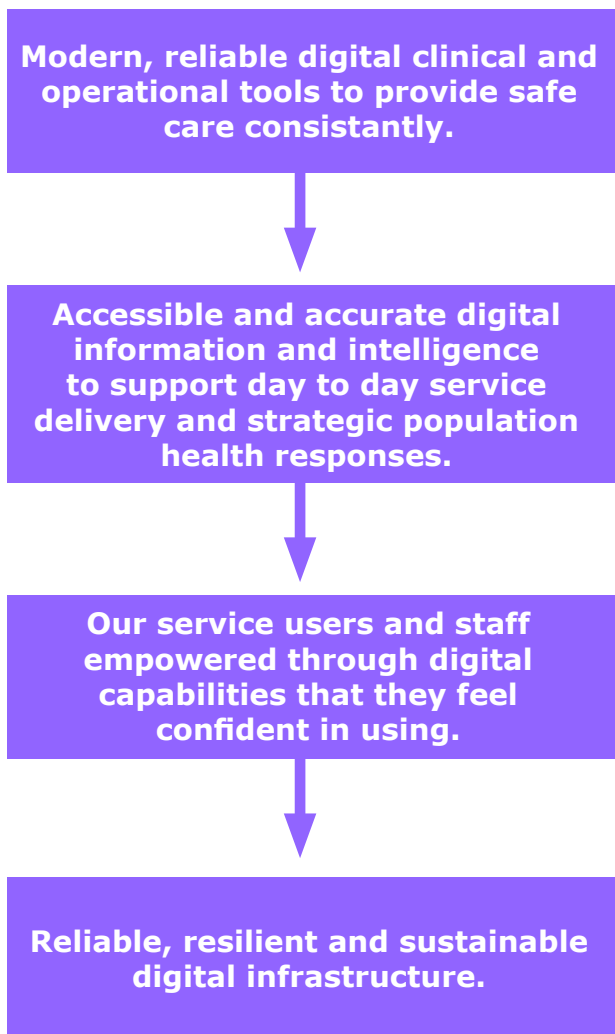 Modern, reliable digital clinical and
operational tools to provide safe
care consistantly.
Accessible and accurate digital
information and intelligence
to support day to day service
delivery and strategic population
health responses.
Our service users and staff
empowered through digital
capabilities that they feel
confident in using.
Reliable, resilient and sustainable
digital infrastructure.